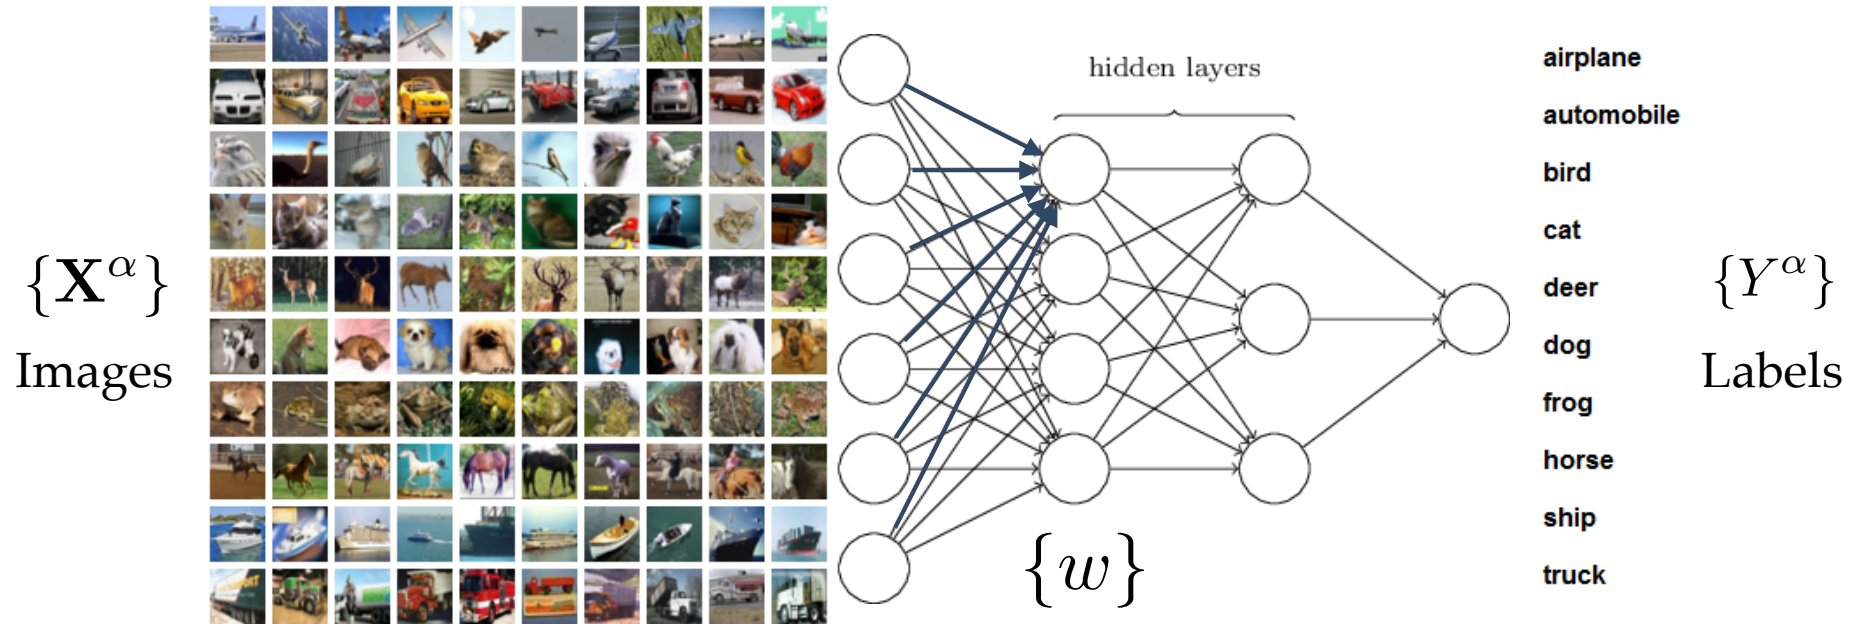 {X^α}
Images
hidden layers
{w}
airplane
automobile
bird
cat
deer
dog
frog
horse
ship
truck
{Y^α}
Labels